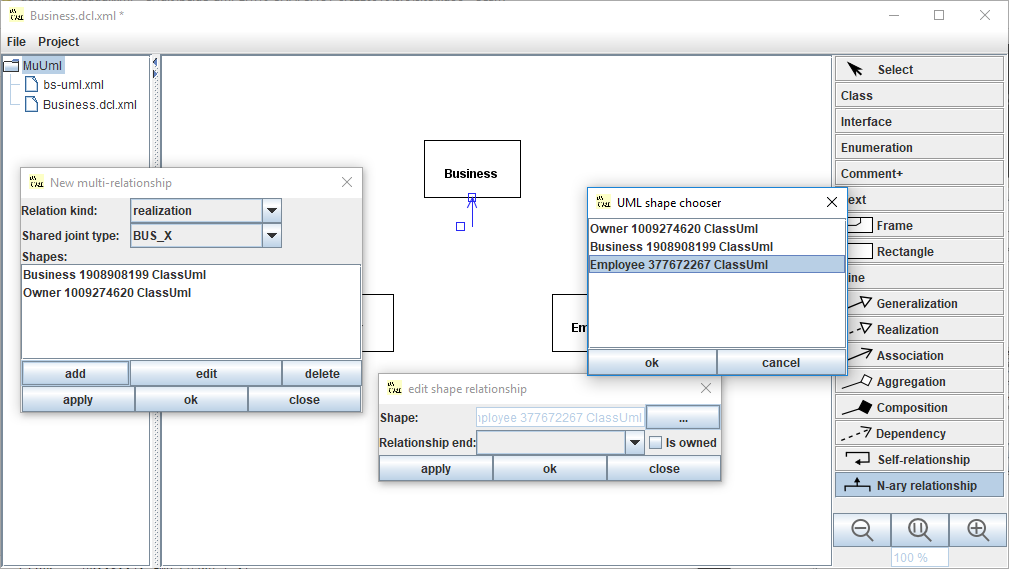 Business.dcl.xml *
File Project
MuUml
bs-uml.xml
Business.dcl.xml
Business
Em
New multi-relationship
Relation kind: realization
Shared joint type: BUS_X
Shapes:
Business 1908908199 ClassUml
Owner 1009274620 ClassUml
add edit delete
apply ok close
UML shape chooser
Owner 1009274620 ClassUml
Business 1908908199 ClassUml
Employee 377672267 ClassUml
ok cancel
edit shape relationship
Shape: nployee 377672267 ClassUml ...
Relationship end: Is owned
apply ok close
Select
Class
Interface
Enumeration
Comment+
ext
Frame
Rectangle
ine
Generalization
Realization
Association
Aggregation
Composition
Dependency
Self-relationship
N-ary relationship
100 %